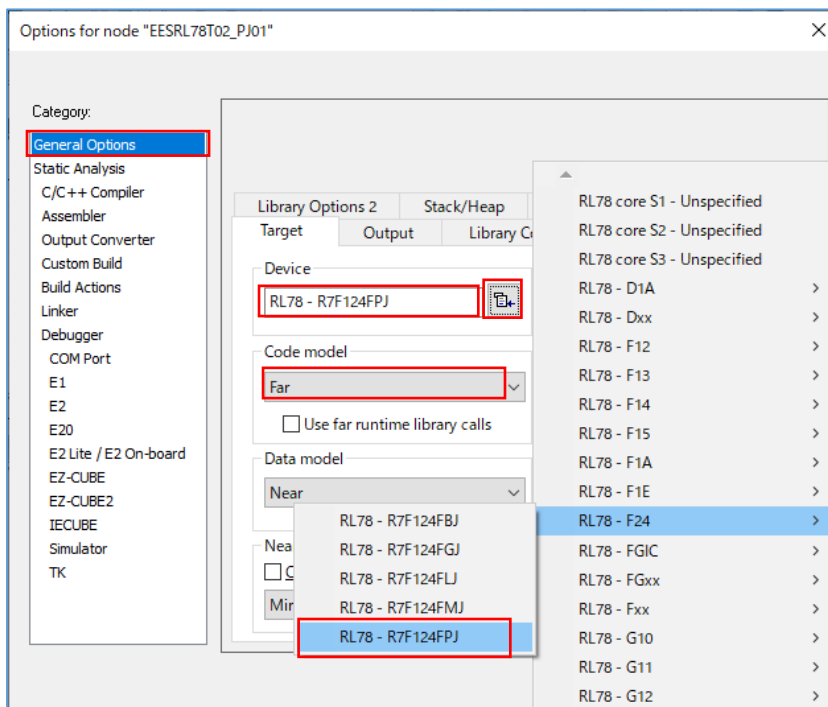 Options for node "EESRL78T02_PJ01"
Category:
General Options
Static Analysis
C/C++ Compiler
Assembler
Output Converter
Custom Build
Build Actions
Linker
Debugger
COM Port
E1
E2
E20
E2 Lite / E2 On-board
EZ-CUBE
EZ-CUBE2
IECUBE
Simulator
TK
Library Options 2
Stack/Heap
Target
Output
Library
Device
RL78 - R7F124FPJ
Code model
Far
Use far runtime library calls
Data model
Near
RL78 - R7F124FBJ
RL78 - R7F124FGJ
RL78 - R7F124FLJ
RL78 - R7F124FMJ
RL78 - R7F124FPJ
RL78 core S1 - Unspecified
RL78 core S2 - Unspecified
RL78 core S3 - Unspecified
RL78 - D1A
RL78 - Dxx
RL78 - F12
RL78 - F13
RL78 - F14
RL78 - F15
RL78 - F1A
RL78 - F1E
RL78 - F24
RL78 - FGIC
RL78 - FGxx
RL78 - Fxx
RL78 - G10
RL78 - G11
RL78 - G12